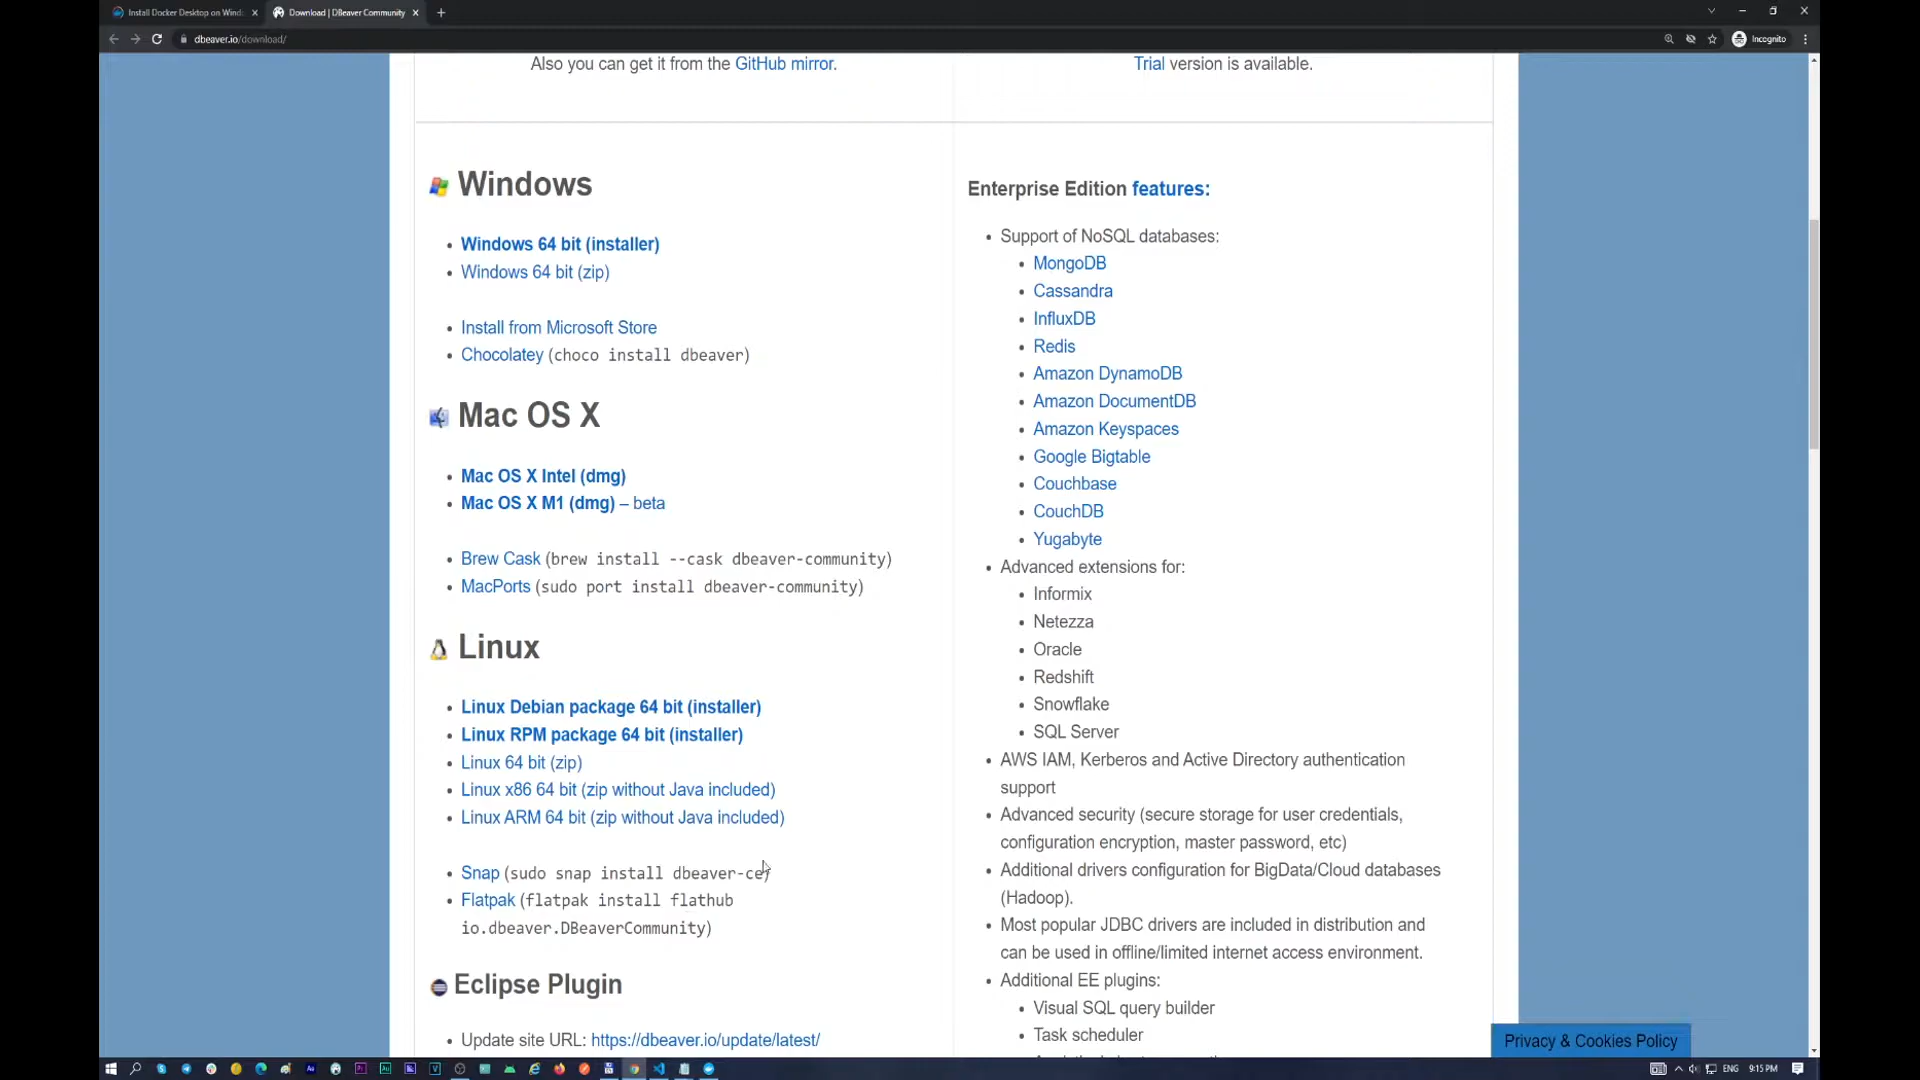 Install Docker Desktop on Wind
Download | DBeaver Community
dbeaver.io/download/
Incognito
Also you can get it from the GitHub mirror.
Trial version is available.
Windows
Windows 64 bit (installer)
Windows 64 bit (zip)
Install from Microsoft Store
Chocolatey (choco install dbeaver)
Mac OS X
Mac OS X Intel (dmg)
Mac OS X M1 (dmg) – beta
Brew Cask (brew install --cask dbeaver-community)
MacPorts (sudo port install dbeaver-community)
Linux
Linux Debian package 64 bit (installer)
Linux RPM package 64 bit (installer)
Linux 64 bit (zip)
Linux x86 64 bit (zip without Java included)
Linux ARM 64 bit (zip without Java included)
Snap (sudo snap install dbeaver-ce)
Flatpak (flatpak install flathub
io.dbeaver.DBeaverCommunity)
Eclipse Plugin
Update site URL: https://dbeaver.io/update/latest/
Enterprise Edition features:
Support of NoSQL databases:
MongoDB
Cassandra
InfluxDB
Redis
Amazon DynamoDB
Amazon DocumentDB
Amazon Keyspaces
Google Bigtable
Couchbase
CouchDB
Yugabyte
Advanced extensions for:
Informix
Netezza
Oracle
Redshift
Snowflake
SQL Server
AWS IAM, Kerberos and Active Directory authentication
support
Advanced security (secure storage for user credentials,
configuration encryption, master password, etc)
Additional drivers configuration for BigData/Cloud databases
(Hadoop).
Most popular JDBC drivers are included in distribution and
can be used in offline/limited internet access environment.
Additional EE plugins:
Visual SQL query builder
Task scheduler
Privacy & Cookies Policy
ENG
9:15 PM